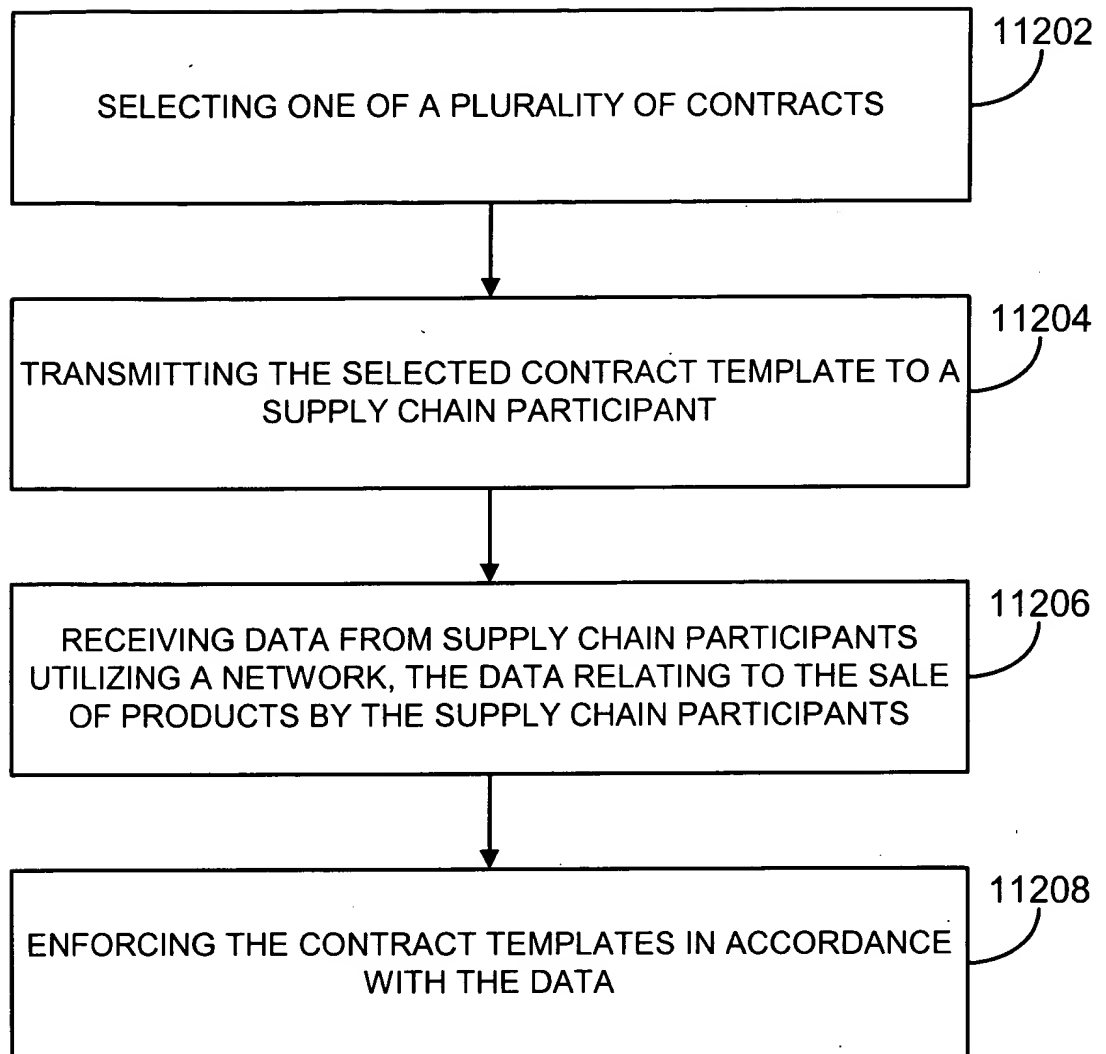 11202
SELECTING ONE OF A PLURALITY OF CONTRACTS
11204
TRANSMITTING THE SELECTED CONTRACT TEMPLATE TO A
SUPPLY CHAIN PARTICIPANT
11206
RECEIVING DATA FROM SUPPLY CHAIN PARTICIPANTS
UTILIZING A NETWORK, THE DATA RELATING TO THE SALE
OF PRODUCTS BY THE SUPPLY CHAIN PARTICIPANTS
11208
ENFORCING THE CONTRACT TEMPLATES IN ACCORDANCE
WITH THE DATA